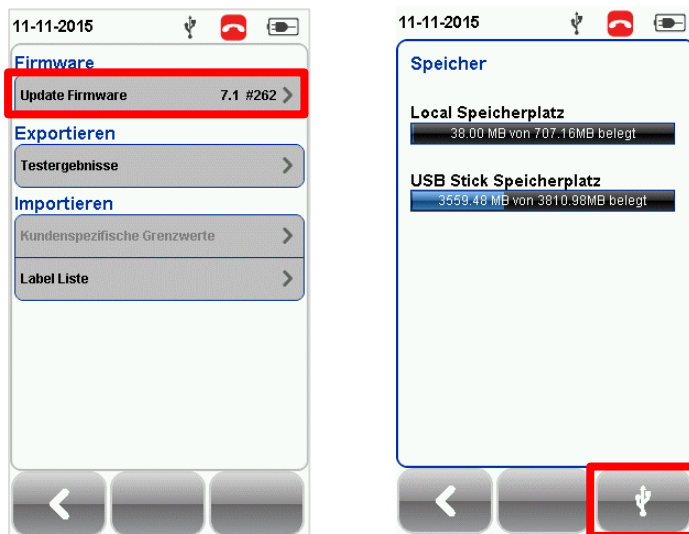 11-11-2015
Firmware
Update Firmware 7.1 #262
Exportieren
Testergebnisse
Importieren
Kundenspezifische Grenzwerte
Label Liste
11-11-2015
Speicher
Local Speicherplatz
38.00 MB von 707.16MB belegt
USB Stick Speicherplatz
3559.48 MB von 3810.98MB belegt